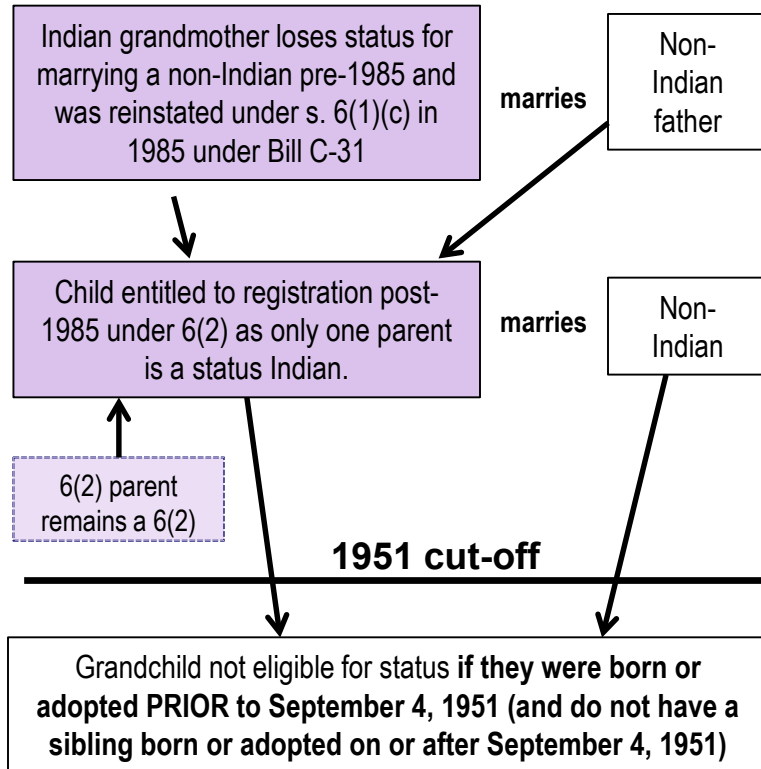 Indian grandmother loses status for
marrying a non-Indian pre-1985 and
was reinstated under s. 6(1)(c) in
1985 under Bill C-31
marries
Non-
Indian
father
Child entitled to registration post-
1985 under 6(2) as only one parent
is a status Indian.
marries
Non-
Indian
6(2) parent
remains a 6(2)
1951 cut-off
Grandchild not eligible for status if they were born or
adopted PRIOR to September 4, 1951 (and do not have a
sibling born or adopted on or after September 4, 1951)